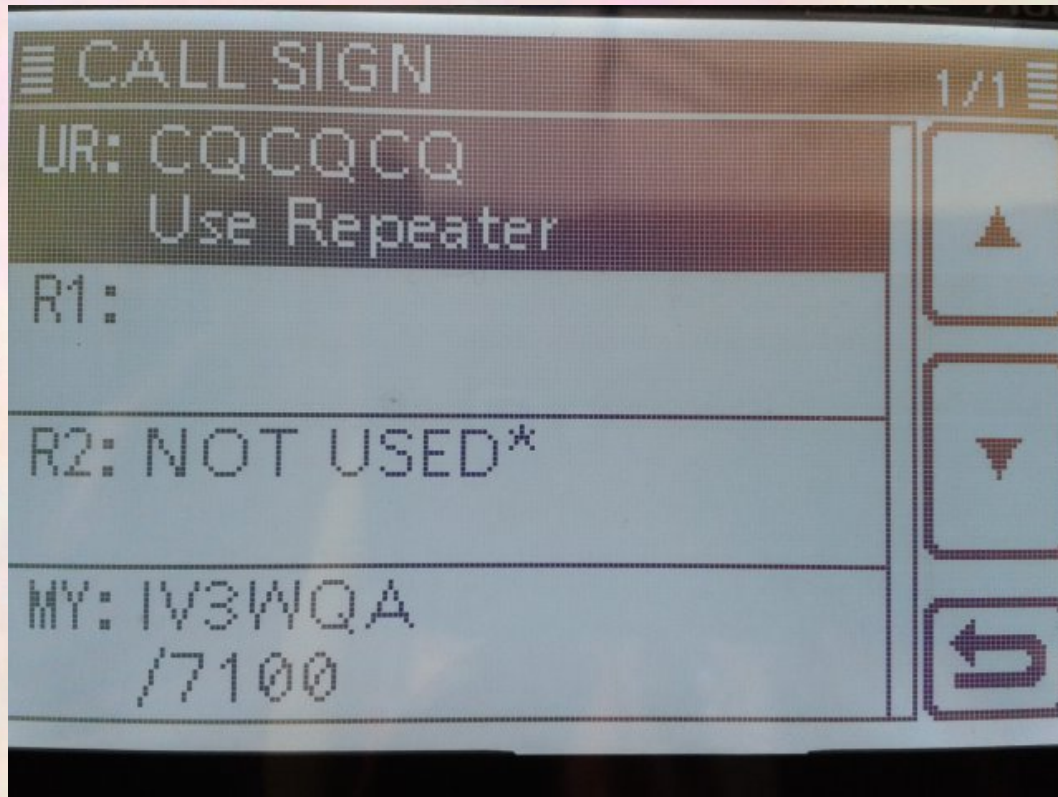 CALL SIGN 1/1
UR: CQCQCQ
Use Repeater
R1:
R2: NOT USED*
MY: IV3WQA
/7100